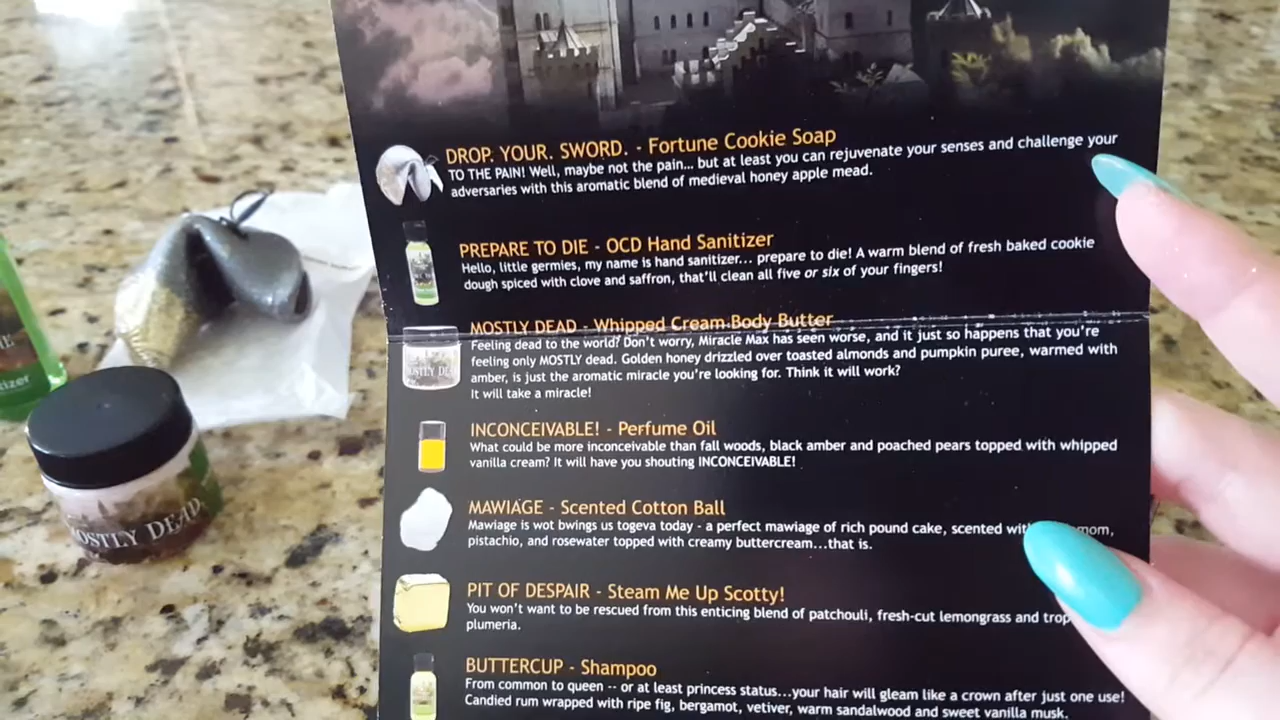 DROP. YOUR. SWORD. - Fortune Cookie Soap
TO THE PAIN! Well, maybe not the pain... but at least you can rejuvenate your senses and challenge your
adversaries with this aromatic blend of medieval honey apple mead.
PREPARE TO DIE - OCD Hand Sanitizer
Hello, little germies, my name is hand sanitizer... prepare to die! A warm blend of fresh baked cookie
dough spiced with clove and saffron, that'll clean all five or six of your fingers!
MOSTLY DEAD - Whipped Cream Body Butter
Feeling dead to the world? Don't worry, Miracle Max has seen worse, and it just so happens that you're
feeling only MOSTLY dead. Golden honey drizzled over toasted almonds and pumpkin puree, warmed with
amber, is just the aromatic miracle you're looking for. Think it will work?
It will take a miracle!
INCONCEIVABLE! - Perfume Oil
What could be more inconceivable than fall woods, black amber and poached pears topped with whipped
vanilla cream? It will have you shouting INCONCEIVABLE!
MAWIAGE - Scented Cotton Ball
Mawiage is wot bwings us togeva today - a perfect mawiage of rich pound cake, scented
pistachio, and rosewater topped with creamy buttercream...that is.
PIT OF DESPAIR - Steam Me Up Scotty!
You won't want to be rescued from this enticing blend of patchouli, fresh-cut lemongrass and
plumeria.
BUTTERCUP - Shampoo
From common to queen -- or at least princess status...your hair will gleam like a crown after just one use!
Candied rum wrapped with ripe fig, bergamot, vetiver, warm sandalwood and sweet vanilla musk.
MOSTLY DEAD